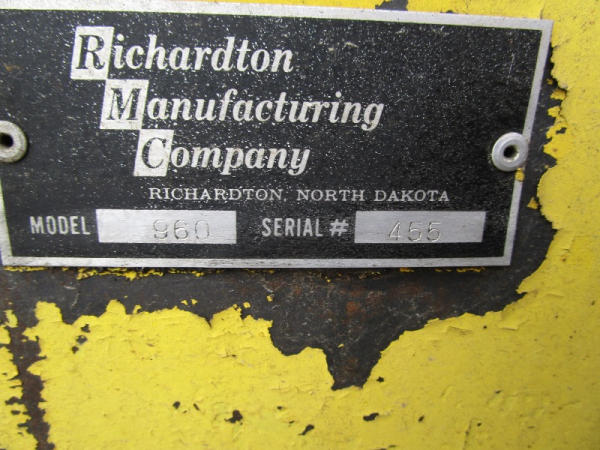 Richardton
Manufacturing
Company
RICHARDTON, NORTH DAKOTA
MODEL 960 SERIAL # 455